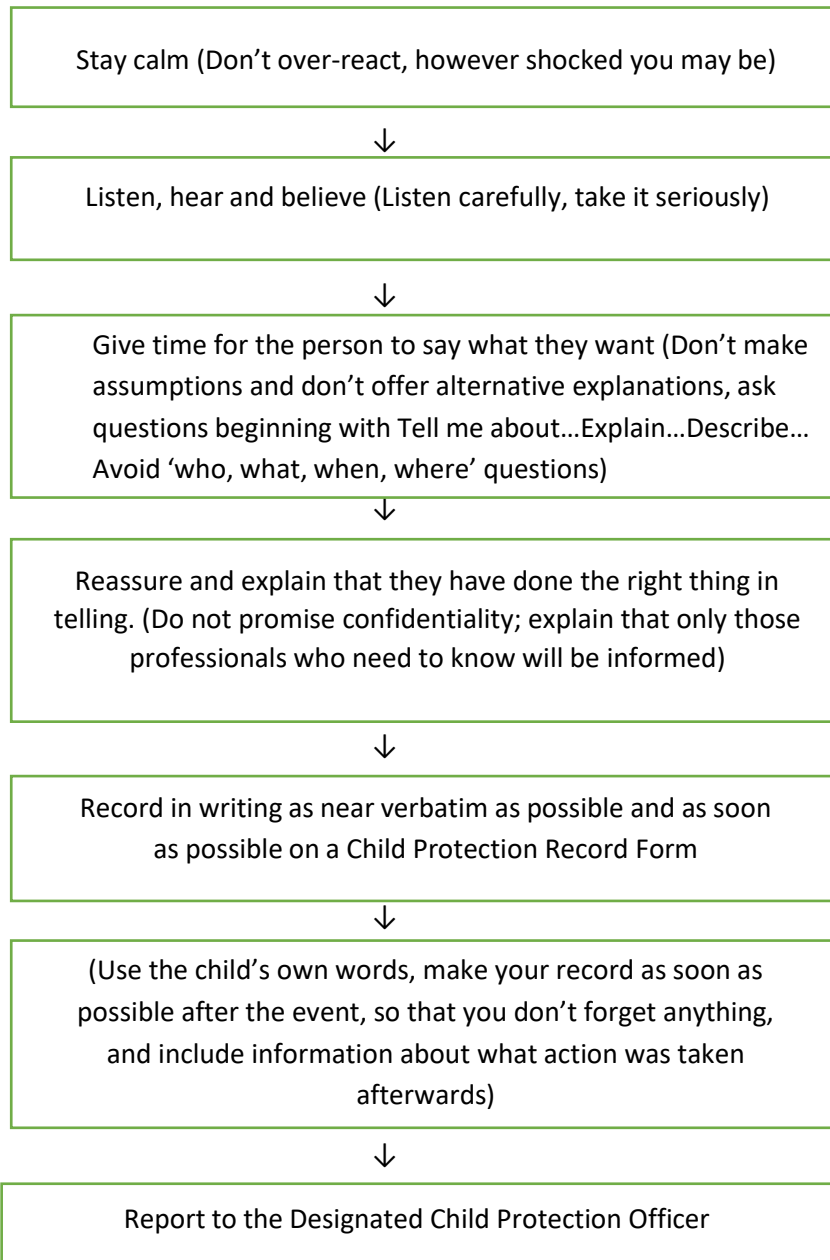 Stay calm (Don’t over-react, however shocked you may be)
↓
Listen, hear and believe (Listen carefully, take it seriously)
↓
Give time for the person to say what they want (Don’t make
assumptions and don’t offer alternative explanations, ask
questions beginning with Tell me about…Explain…Describe…
Avoid ‘who, what, when, where’ questions)
↓
Reassure and explain that they have done the right thing in
telling. (Do not promise confidentiality; explain that only those
professionals who need to know will be informed)
↓
Record in writing as near verbatim as possible and as soon
as possible on a Child Protection Record Form
↓
(Use the child’s own words, make your record as soon as
possible after the event, so that you don’t forget anything,
and include information about what action was taken
afterwards)
↓
Report to the Designated Child Protection Officer